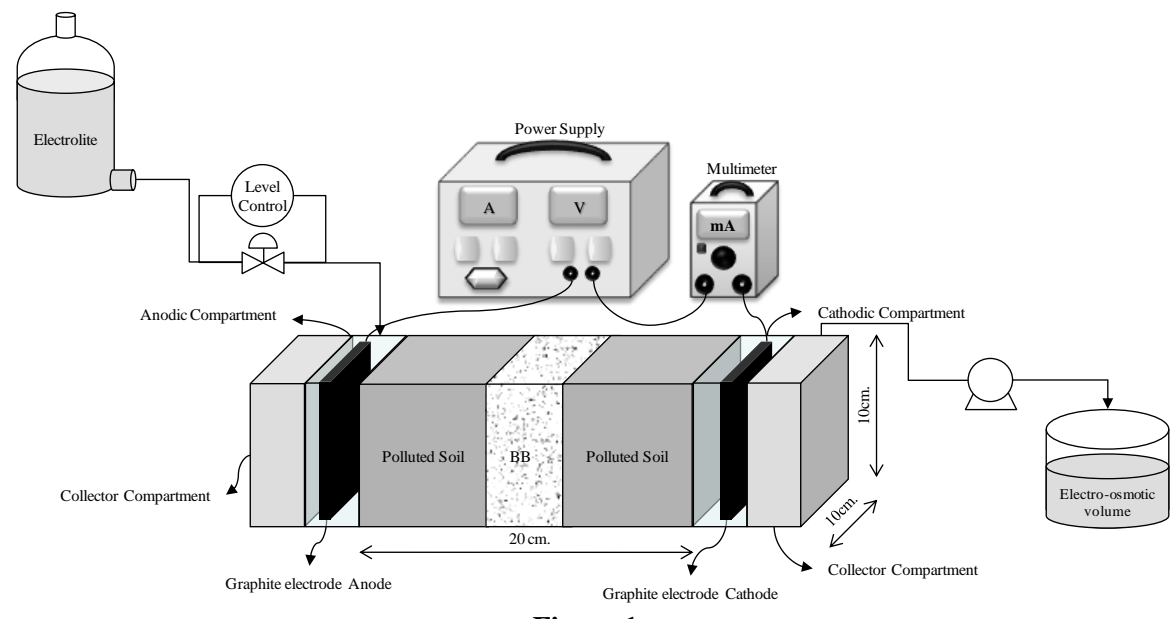 Electrolite
Level
Control
Power Supply
A
V
Multimeter
mA
Anodic Compartment
Cathodic Compartment
Polluted Soil
BB
Polluted Soil
10cm.
10cm.
20 cm.
Collector Compartment
Graphite electrode Anode
Graphite electrode Cathode
Collector Compartment
Electro-osmotic
volume